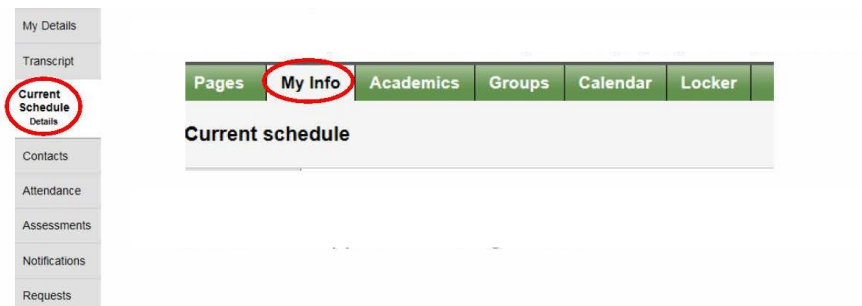 My Details
Transcript
Current
Schedule
Details
Contacts
Attendance
Assessments
Notifications
Requests
Pages My Info Academics Groups Calendar Locker
Current schedule